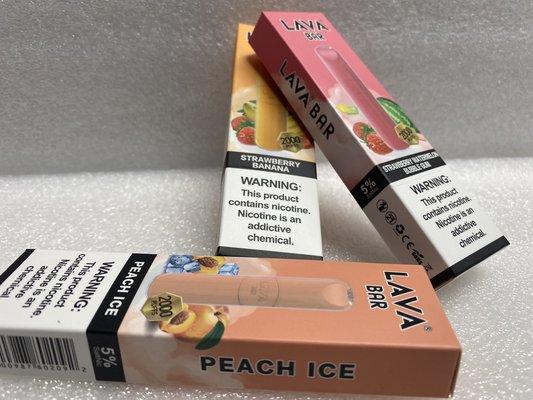 LAVA
BAR
LAVA BAR
2000
STRAWBERRY WATERMELON
BUBBLE GUM
5%
WARNING:
This product
contains nicotine.
Nicotine is an
addictive
chemical.
2000
STRAWBERRY
BANANA
WARNING:
This product
contains nicotine.
Nicotine is an
addictive
chemical.
LAVA
BAR
PEACH ICE
2000
PEACH ICE
5%
WARNING:
This product
contains nicotine.
Nicotine is an
addictive
chemical.